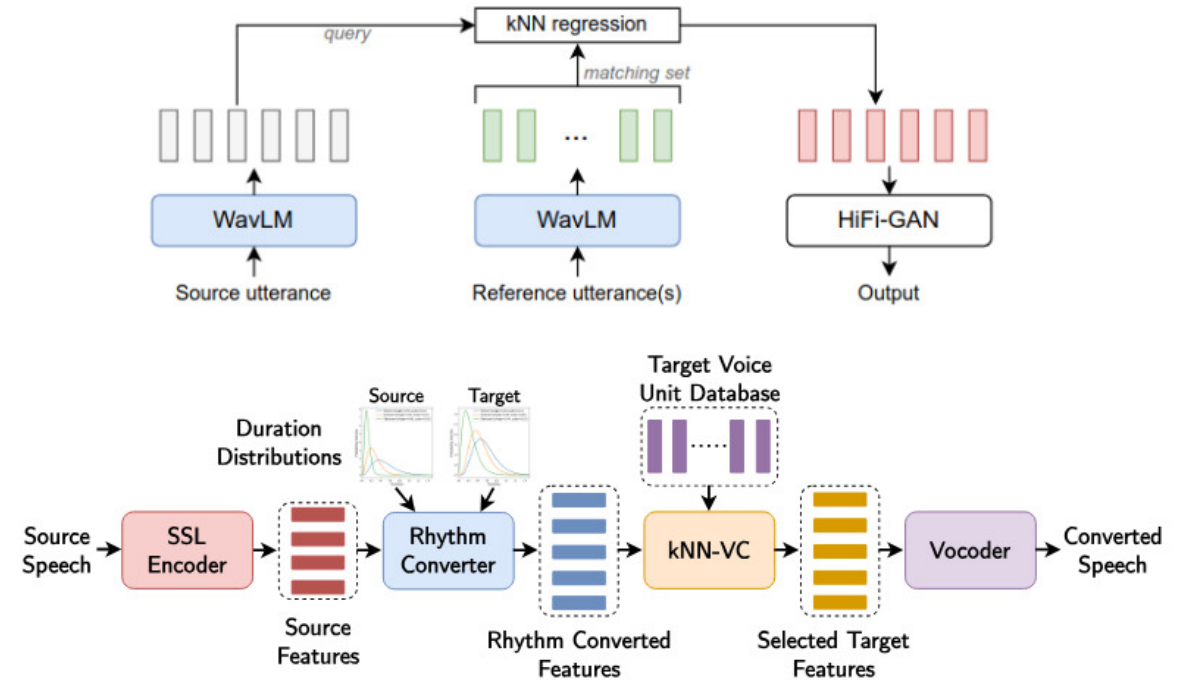 kNN regression
query
matching set
...
WavLM
WavLM
HiFi-GAN
Source utterance
Reference utterance(s)
Output
Target Voice
Unit Database
Source
Target
Duration
Distributions
......
Source
Speech
SSL
Encoder
Rhythm
Converter
kNN-VC
Vocoder
Converted
Speech
Source
Features
Rhythm Converted
Features
Selected Target
Features